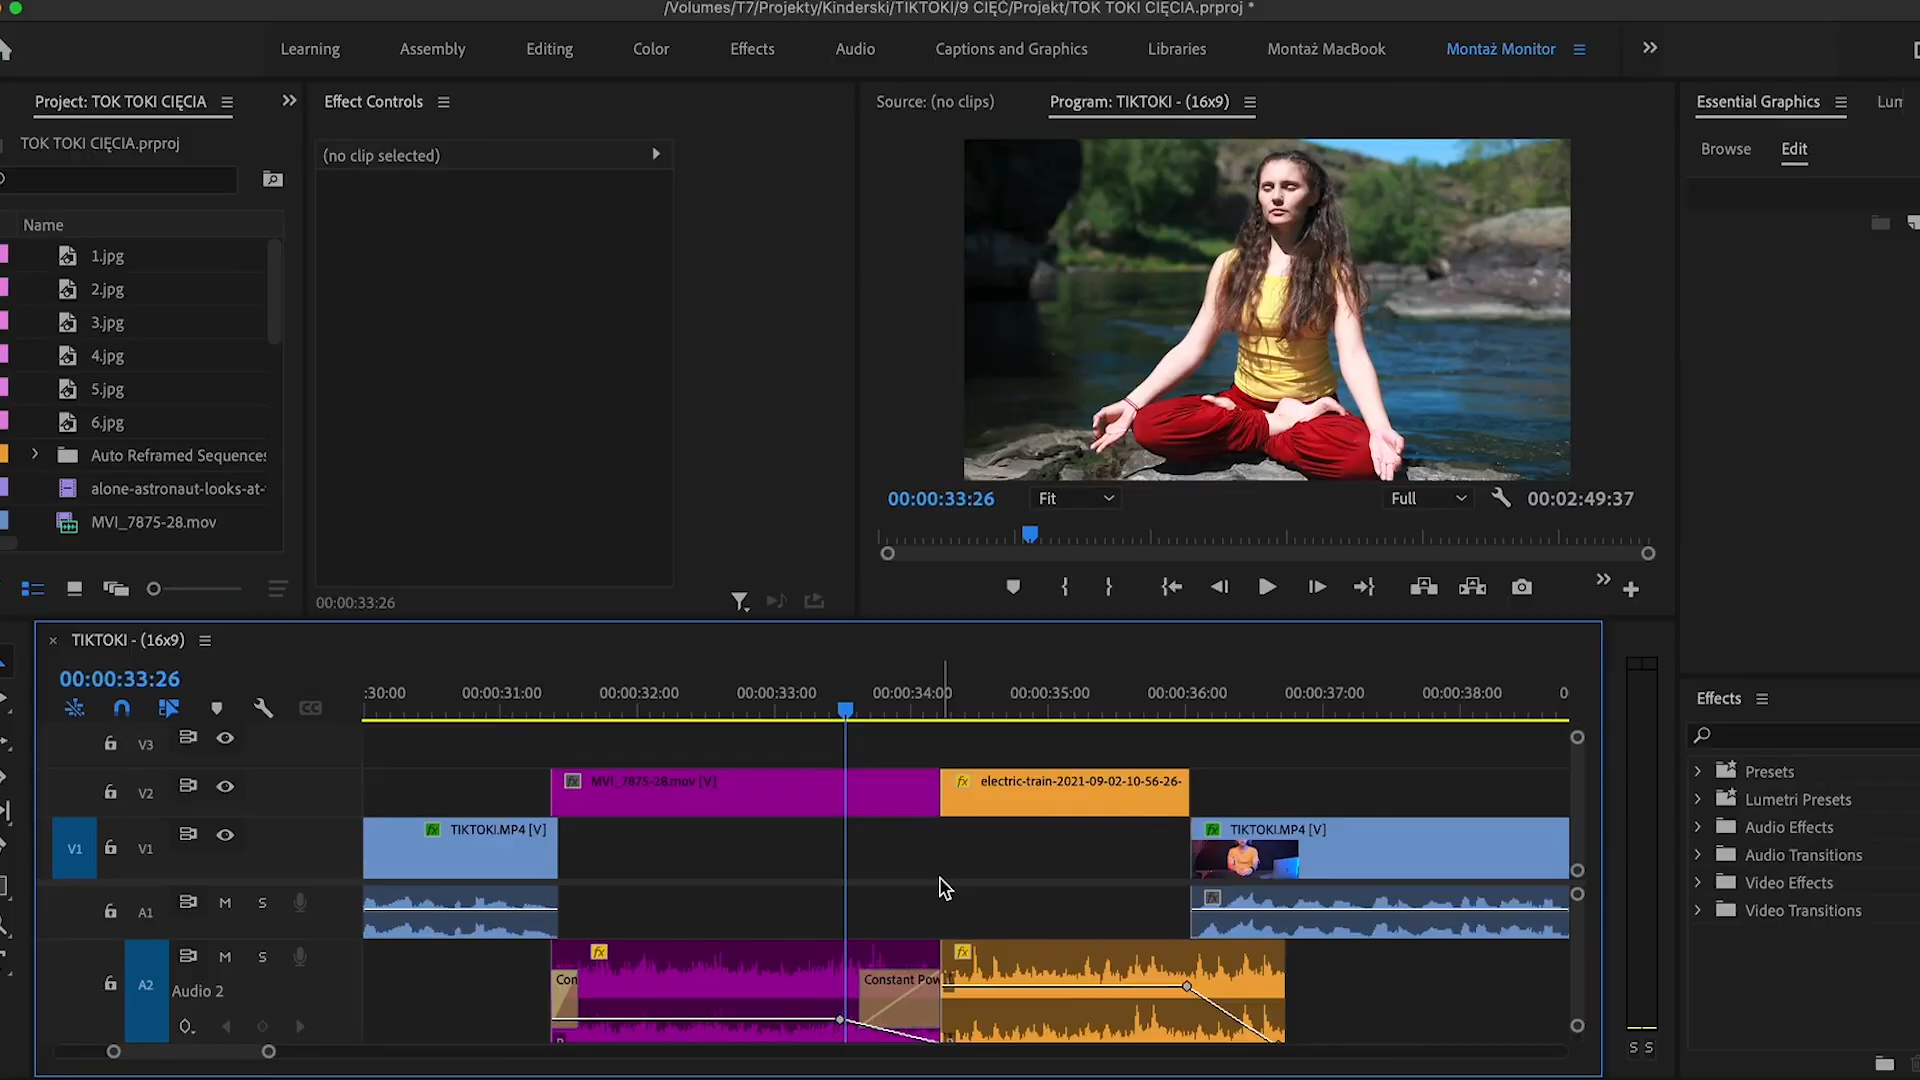 /Volumes/T7/Projekty/Kinderski/TIKTOKI/9 CIĘĆ/Projekt/TOK TOKI CIĘCIA.prproj *
Learning Assembly Editing Color Effects Audio Captions and Graphics Libraries Montaż MacBook Montaż Monitor
Project: TOK TOKI CIĘCIA
TOK TOKI CIĘCIA.prproj
Name
1.jpg
2.jpg
3.jpg
4.jpg
5.jpg
6.jpg
Auto Reframed Sequences
alone-astronaut-looks-at-
MVI_7875-28.mov
Effect Controls
(no clip selected)
00:00:33:26
Source: (no clips) Program: TIKTOKI - (16x9)
00:00:33:26 Fit Full 00:02:49:37
Essential Graphics
Browse Edit
TIKTOKI - (16x9)
00:00:33:26
:30:00 00:00:31:00 00:00:32:00 00:00:33:00 00:00:34:00 00:00:35:00 00:00:36:00 00:00:37:00 00:00:38:00 0
CC
V3
V2
fx MVI_7875-28.mov [V]
fx electric-train-2021-09-02-10-56-26-
V1 V1
fx TIKTOKI.MP4 [V]
fx TIKTOKI.MP4 [V]
A1 M S
fx
A2 M S
Audio 2
fx
Con
Constant Pow
fx
S S
Effects
Presets
Lumetri Presets
Audio Effects
Audio Transitions
Video Effects
Video Transitions